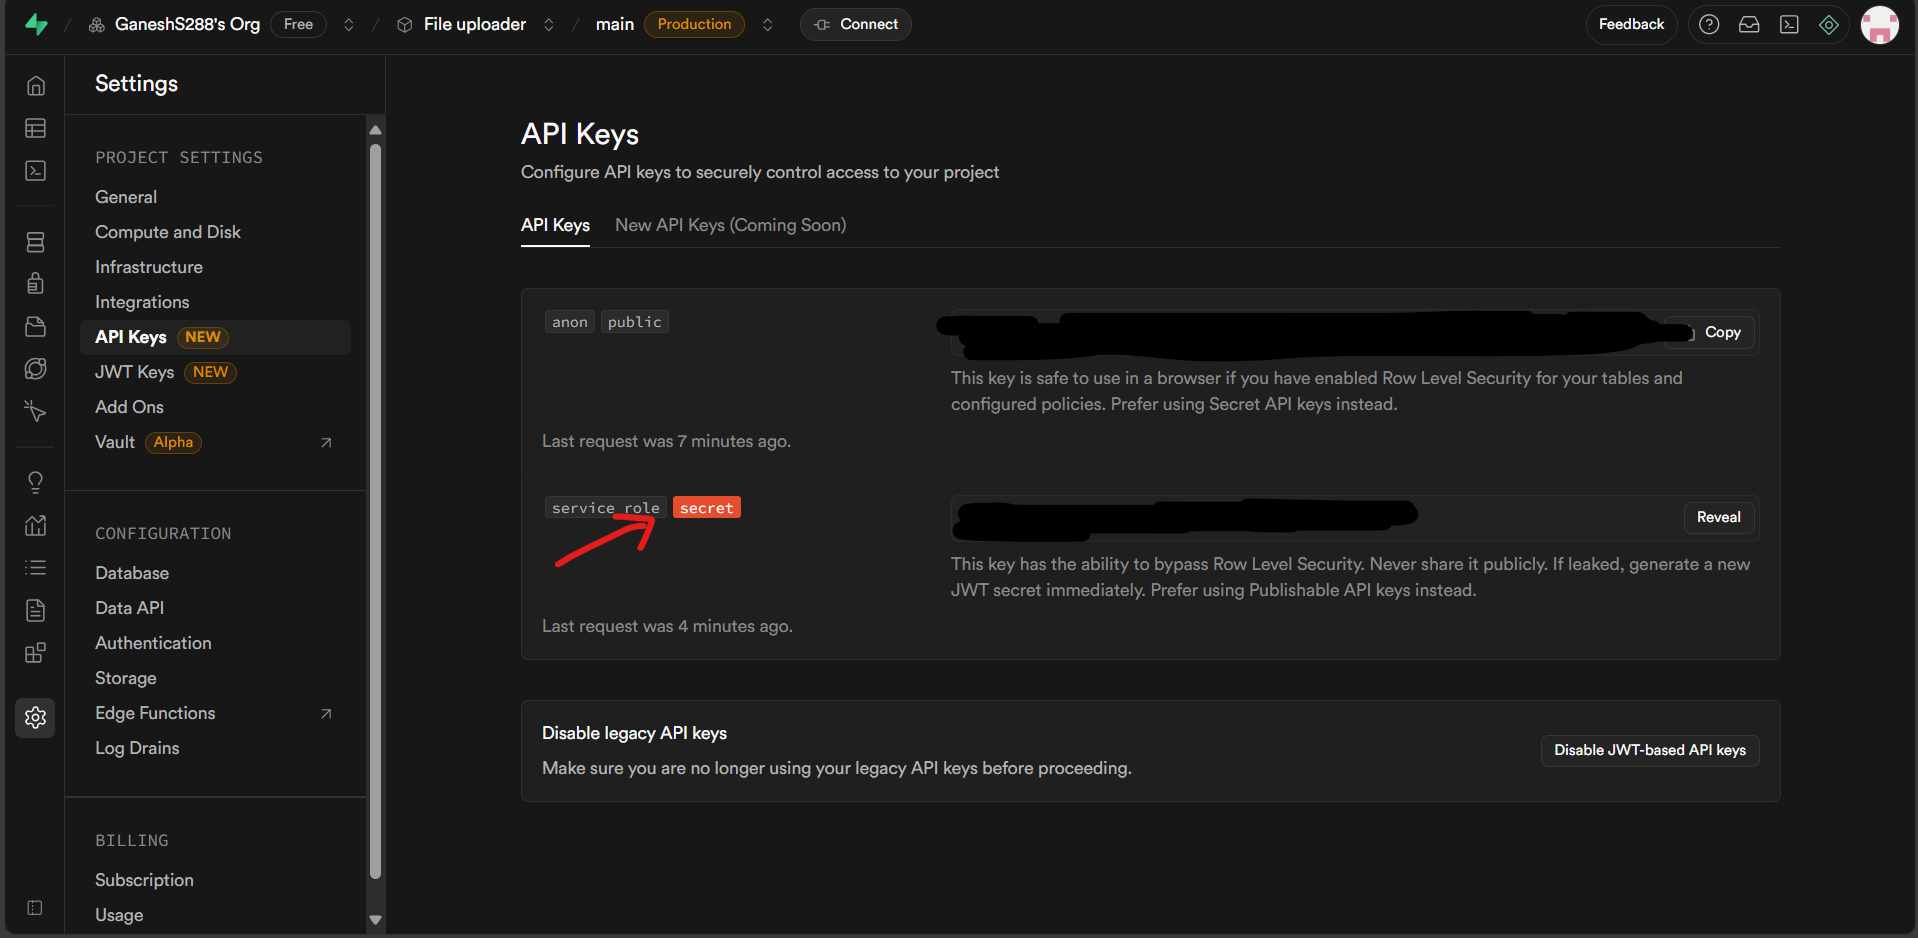 GaneshS288's Org Free File uploader main Production Connect Feedback
Settings
PROJECT SETTINGS
General
Compute and Disk
Infrastructure
Integrations
API Keys NEW
JWT Keys NEW
Add Ons
Vault Alpha
CONFIGURATION
Database
Data API
Authentication
Storage
Edge Functions
Log Drains
BILLING
Subscription
Usage
API Keys
Configure API keys to securely control access to your project
API Keys New API Keys (Coming Soon)
anon public Copy
This key is safe to use in a browser if you have enabled Row Level Security for your tables and
configured policies. Prefer using Secret API keys instead.
Last request was 7 minutes ago.
service_role secret Reveal
This key has the ability to bypass Row Level Security. Never share it publicly. If leaked, generate a new
JWT secret immediately. Prefer using Publishable API keys instead.
Last request was 4 minutes ago.
Disable legacy API keys
Make sure you are no longer using your legacy API keys before proceeding.
Disable JWT-based API keys